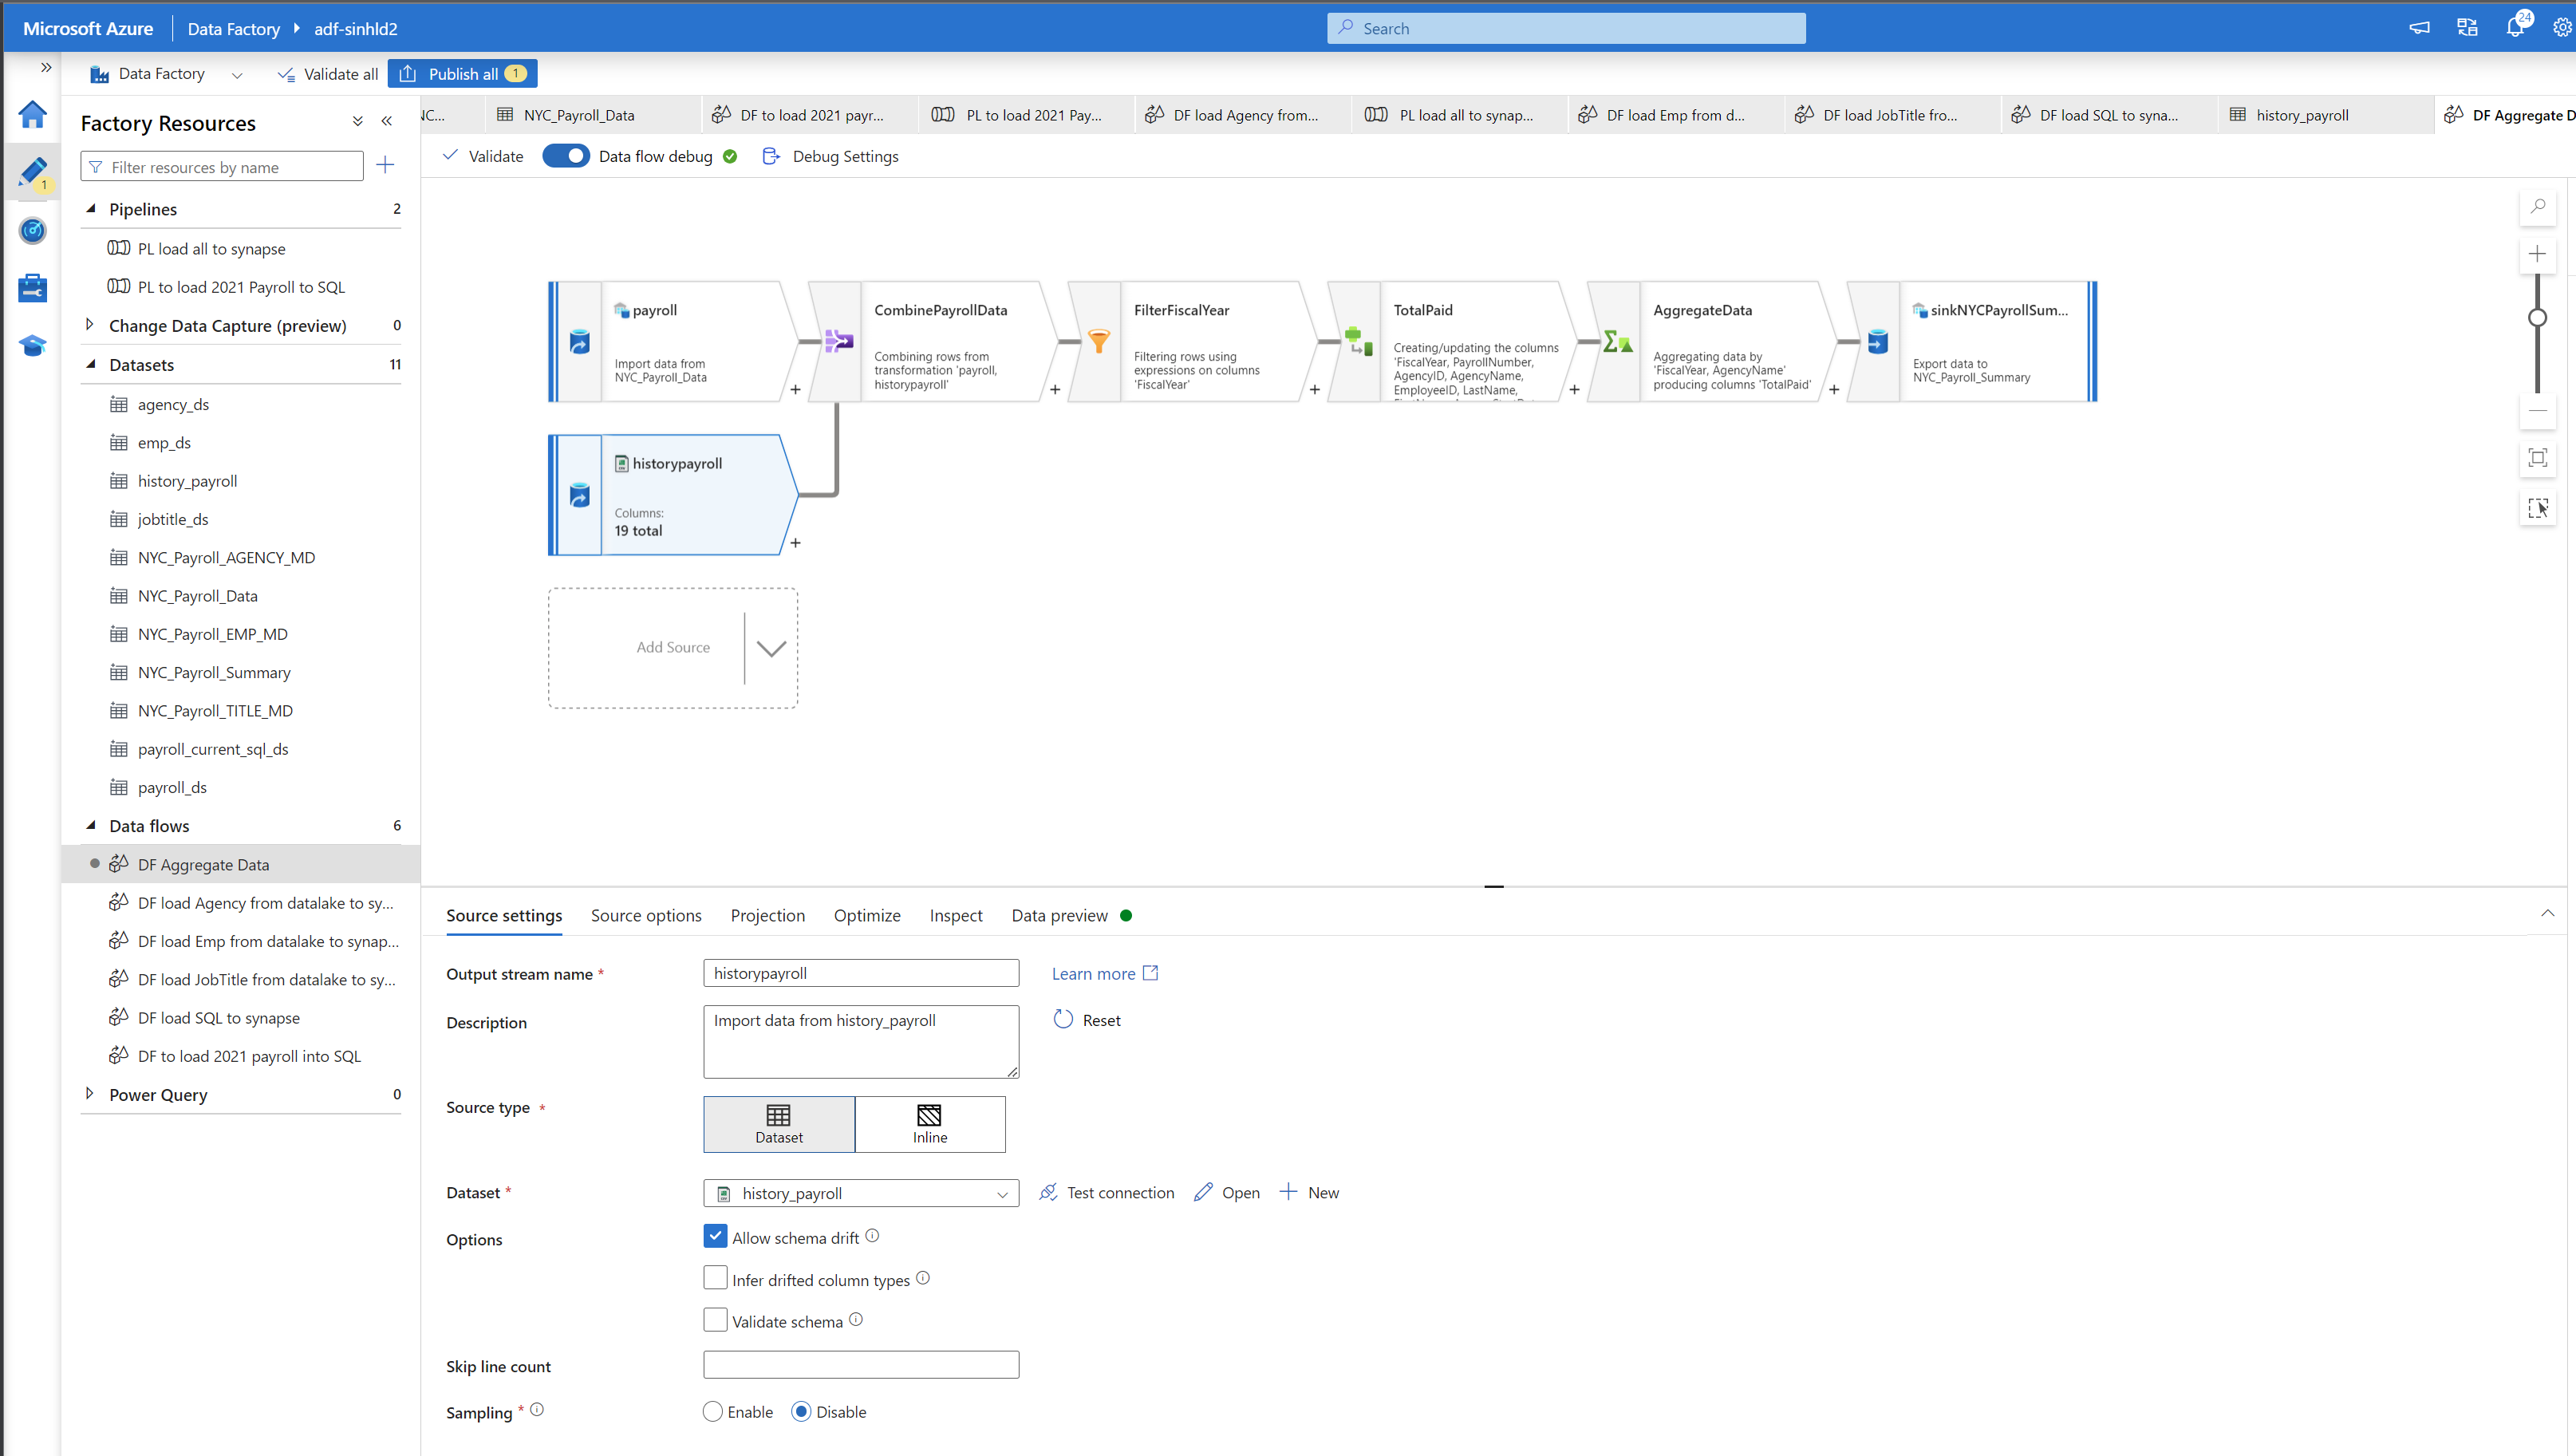 Microsoft Azure
Data Factory
adf-sinhld2
Search
24
Data Factory
Validate all
Publish all
1
1
Factory Resources
Filter resources by name
Pipelines 2
PL load all to synapse
PL to load 2021 Payroll to SQL
Change Data Capture (preview) 0
Datasets 11
agency_ds
emp_ds
history_payroll
jobtitle_ds
NYC_Payroll_AGENCY_MD
NYC_Payroll_Data
NYC_Payroll_EMP_MD
NYC_Payroll_Summary
NYC_Payroll_TITLE_MD
payroll_current_sql_ds
payroll_ds
Data flows 6
DF Aggregate Data
DF load Agency from datalake to sy...
DF load Emp from datalake to synap...
DF load JobTitle from datalake to sy...
DF load SQL to synapse
DF to load 2021 payroll into SQL
Power Query 0
NYC_Payroll_Data
DF to load 2021 payr...
PL to load 2021 Pay...
DF load Agency from...
PL load all to synap...
DF load Emp from d...
DF load JobTitle fro...
DF load SQL to syna...
history_payroll
DF Aggregate D
Validate
Data flow debug
Debug Settings
payroll
Import data from
NYC_Payroll_Data
CombinePayrollData
Combining rows from
transformation 'payroll,
historypayroll'
FilterFiscalYear
Filtering rows using
expressions on columns
'FiscalYear'
TotalPaid
Creating/updating the columns
'FiscalYear, PayrollNumber,
AgencyID, AgencyName,
EmployeeID, LastName,
AggregateData
Aggregating data by
'FiscalYear, AgencyName'
producing columns 'TotalPaid'
sinkNYCPayrollSum...
Export data to
NYC_Payroll_Summary
historypayroll
Columns:
19 total
Add Source
Source settings
Source options
Projection
Optimize
Inspect
Data preview
Output stream name *
historypayroll
Learn more
Description
Import data from history_payroll
Reset
Source type *
Dataset
Inline
Dataset *
history_payroll
Test connection
Open
New
Options
Allow schema drift
Infer drifted column types
Validate schema
Skip line count
Sampling *
Enable
Disable